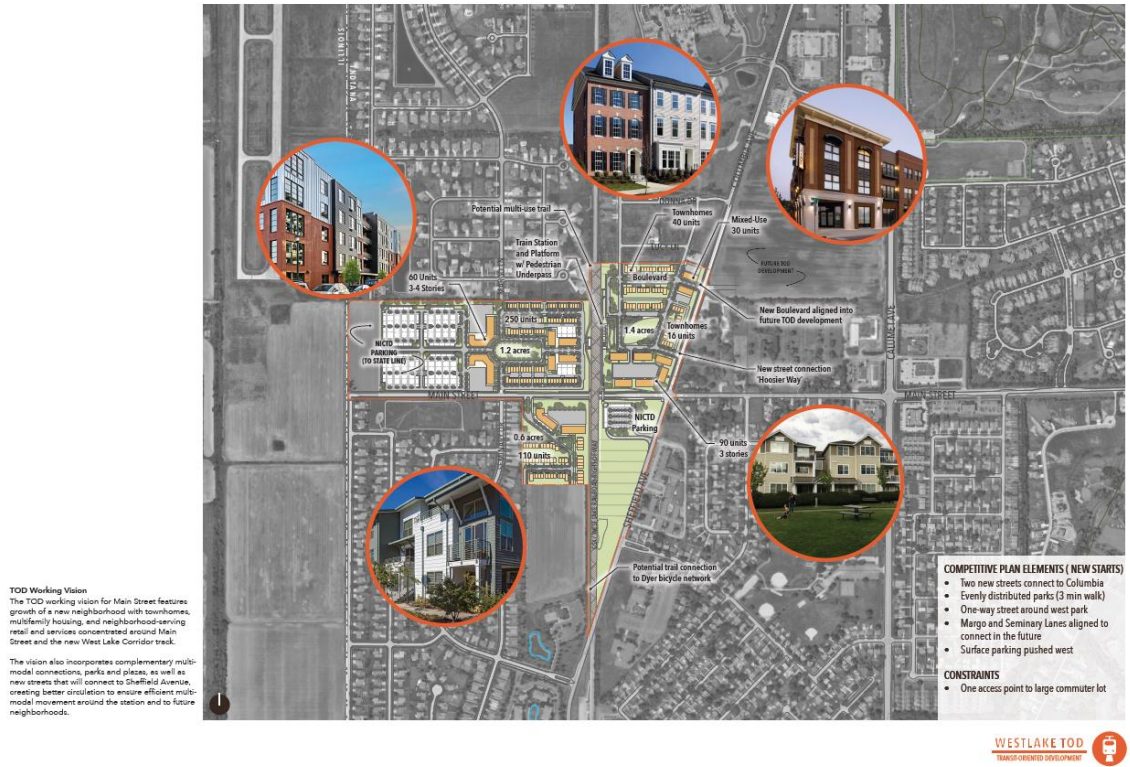 STATELINE
INDIANA
Potential multi-use trail
Train Station
and Platform
w/ Pedestrian
Underpass
Townhomes
40 units
Mixed-Use
30 units
FUTURE TOD
DEVELOPMENT
60 Units
3-4 Stories
Boulevard
New Boulevard aligned into
future TOD development
250 units
1.4 acres
Townhomes
16 units
NICTD
PARKING
(TO STATE LINE)
1.2 acres
New street connection
'Hoosier Way'
CALUMET AVE
MAIN STREET
MAIN STREET
NICTD
Parking
0.6 acres
110 units
90 units
3 stories
Potential trail connection
to Dyer bicycle network
TOD Working Vision
The TOD working vision for Main Street features
growth of a new neighborhood with townhomes,
multifamily housing, and neighborhood-serving
retail and services concentrated around Main
Street and the new West Lake Corridor track.
The vision also incorporates complementary multi-
modal connections, parks and plazas, as well as
new streets that will connect to Sheffield Avenue,
creating better circulation to ensure efficient multi-
modal movement around the station and to future
neighborhoods.
COMPETITIVE PLAN ELEMENTS ( NEW STARTS)
• Two new streets connect to Columbia
• Evenly distributed parks (3 min walk)
• One-way street around west park
• Margo and Seminary Lanes aligned to
connect in the future
• Surface parking pushed west
CONSTRAINTS
• One access point to large commuter lot
WESTLAKE TOD
TRANSIT-ORIENTED DEVELOPMENT